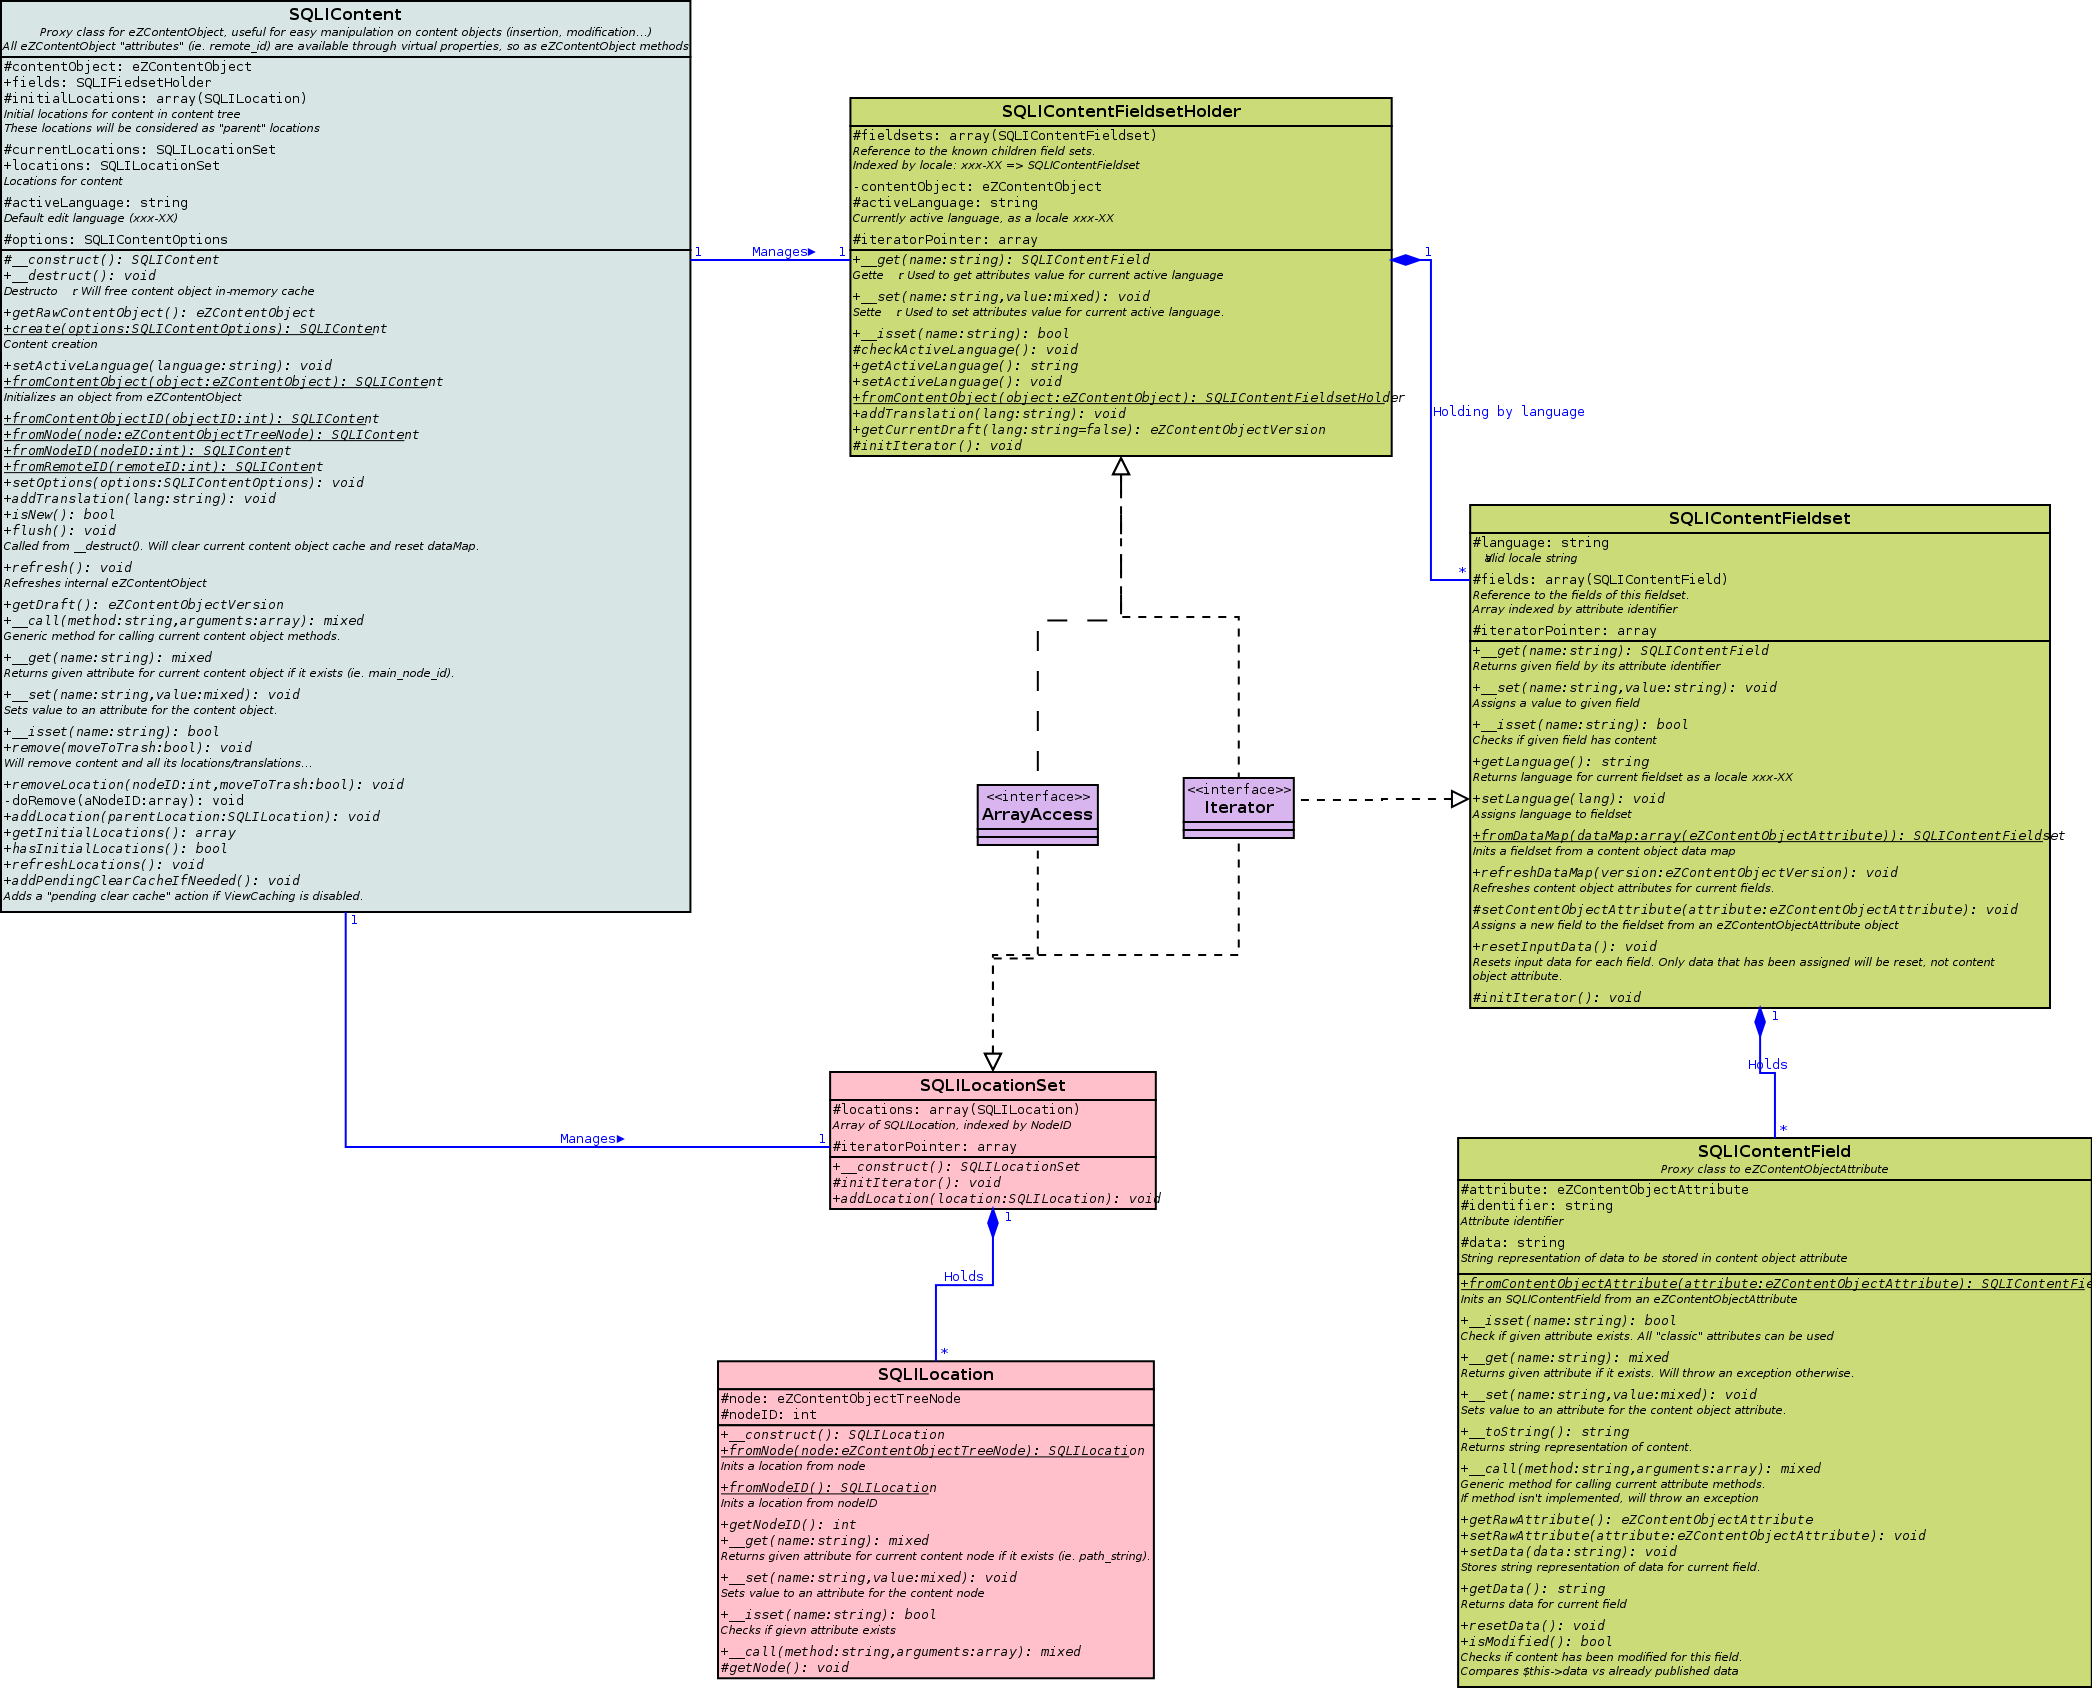 SQLIContent
Proxy class for eZContentObject, useful for easy manipulation on content objects (insertion, modification...)
All eZContentObject "attributes" (ie. remote_id) are available through virtual properties, so as eZContentObject methods
#contentObject: eZContentObject
+fields: SQLIFiedsetHolder
#initialLocations: array(SQLILocation)
Initial locations for content in content tree
These locations will be considered as "parent" locations
#currentLocations: SQLILocationSet
+locations: SQLILocationSet
Locations for content
#activeLanguage: string
Default edit language (xxx-XX)
#options: SQLIContentOptions
#__construct(): SQLIContent
+__destruct(): void
Destructo r Will free content object in-memory cache
+getRawContentObject(): eZContentObject
+create(options:SQLIContentOptions): SQLIContent
Content creation
+setActiveLanguage(language:string): void
+fromContentObject(object:eZContentObject): SQLIContent
Initializes an object from eZContentObject
+fromContentObjectID(objectID:int): SQLIContent
+fromNode(node:eZContentObjectTreeNode): SQLIContent
+fromNodeID(nodeID:int): SQLIContent
+fromRemoteID(remoteID:int): SQLIContent
+setOptions(options:SQLIContentOptions): void
+addTranslation(lang:string): void
+isNew(): bool
+flush(): void
Called from __destruct(). Will clear current content object cache and reset dataMap.
+refresh(): void
Refreshes internal eZContentObject
+getDraft(): eZContentObjectVersion
+__call(method:string,arguments:array): mixed
Generic method for calling current content object methods.
+__get(name:string): mixed
Returns given attribute for current content object if it exists (ie. main_node_id).
+__set(name:string,value:mixed): void
Sets value to an attribute for the content object.
+__isset(name:string): bool
+remove(moveToTrash:bool): void
Will remove content and all its locations/translations...
+removeLocation(nodeID:int,moveToTrash:bool): void
-doRemove(aNodeID:array): void
+addLocation(parentLocation:SQLILocation): void
+getInitialLocations(): array
+hasInitialLocations(): bool
+refreshLocations(): void
+addPendingClearCacheIfNeeded(): void
Adds a "pending clear cache" action if ViewCaching is disabled.
1
Manages►
1
SQLIContentFieldsetHolder
#fieldsets: array(SQLIContentFieldset)
Reference to the known children field sets.
Indexed by locale: xxx-XX => SQLIContentFieldset
-contentObject: eZContentObject
#activeLanguage: string
Currently active language, as a locale xxx-XX
#iteratorPointer: array
+__get(name:string): SQLIContentField
Gette r Used to get attributes value for current active language
+__set(name:string,value:mixed): void
Sette r Used to set attributes value for current active language.
+__isset(name:string): bool
#checkActiveLanguage(): void
+getActiveLanguage(): string
+setActiveLanguage(): void
+fromContentObject(object:eZContentObject): SQLIContentFieldsetHolder
+addTranslation(lang:string): void
+getCurrentDraft(lang:string=false): eZContentObjectVersion
#initIterator(): void
1
Holding by language
*
SQLIContentFieldset
#language: string
Valid locale string
#fields: array(SQLIContentField)
Reference to the fields of this fieldset.
Array indexed by attribute identifier
#iteratorPointer: array
+__get(name:string): SQLIContentField
Returns given field by its attribute identifier
+__set(name:string,value:string): void
Assigns a value to given field
+__isset(name:string): bool
Checks if given field has content
+getLanguage(): string
Returns language for current fieldset as a locale xxx-XX
+setLanguage(lang): void
Assigns language to fieldset
+fromDataMap(dataMap:array(eZContentObjectAttribute)): SQLIContentFieldset
Inits a fieldset from a content object data map
+refreshDataMap(version:eZContentObjectVersion): void
Refreshes content object attributes for current fields.
#setContentObjectAttribute(attribute:eZContentObjectAttribute): void
Assigns a new field to the fieldset from an eZContentObjectAttribute object
+resetInputData(): void
Resets input data for each field. Only data that has been assigned will be reset, not content
object attribute.
#initIterator(): void
<<interface>>
ArrayAccess
<<interface>>
Iterator
1
Manages►
1
SQLILocationSet
#locations: array(SQLILocation)
Array of SQLILocation, indexed by NodeID
#iteratorPointer: array
+__construct(): SQLILocationSet
#initIterator(): void
+addLocation(location:SQLILocation): void
1
Holds
*
SQLILocation
#node: eZContentObjectTreeNode
#nodeID: int
+__construct(): SQLILocation
+fromNode(node:eZContentObjectTreeNode): SQLILocation
Inits a location from node
+fromNodeID(): SQLILocation
Inits a location from nodeID
+getNodeID(): int
+__get(name:string): mixed
Returns given attribute for current content node if it exists (ie. path_string).
+__set(name:string,value:mixed): void
Sets value to an attribute for the content node
+__isset(name:string): bool
Checks if gievn attribute exists
+__call(method:string,arguments:array): mixed
#getNode(): void
1
Holds
*
SQLIContentField
Proxy class to eZContentObjectAttribute
#attribute: eZContentObjectAttribute
#identifier: string
Attribute identifier
#data: string
String representation of data to be stored in content object attribute
+fromContentObjectAttribute(attribute:eZContentObjectAttribute): SQLIContentFie
Inits an SQLIContentField from an eZContentObjectAttribute
+__isset(name:string): bool
Check if given attribute exists. All "classic" attributes can be used
+__get(name:string): mixed
Returns given attribute if it exists. Will throw an exception otherwise.
+__set(name:string,value:mixed): void
Sets value to an attribute for the content object attribute.
+__toString(): string
Returns string representation of content.
+__call(method:string,arguments:array): mixed
Generic method for calling current attribute methods.
If method isn't implemented, will throw an exception
+getRawAttribute(): eZContentObjectAttribute
+setRawAttribute(attribute:eZContentObjectAttribute): void
+setData(data:string): void
Stores string representation of data for current field.
+getData(): string
Returns data for current field
+resetData(): void
+isModified(): bool
Checks if content has been modified for this field.
Compares $this->data vs already published data